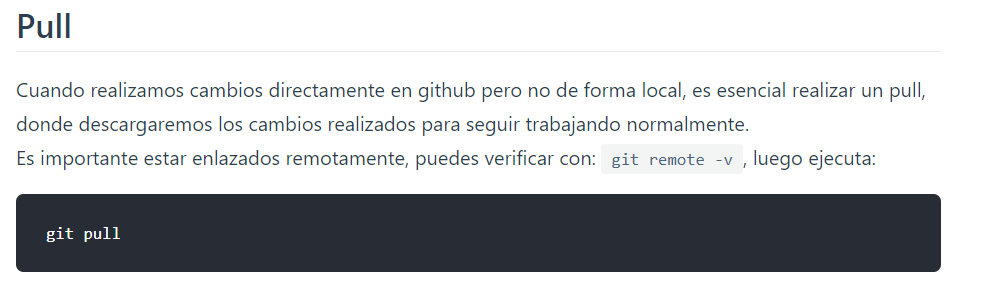 Pull
Cuando realizamos cambios directamente en github pero no de forma local, es esencial realizar un pull,
donde descargaremos los cambios realizados para seguir trabajando normalmente.
Es importante estar enlazados remotamente, puedes verificar con: git remote -v, luego ejecuta:
git pull